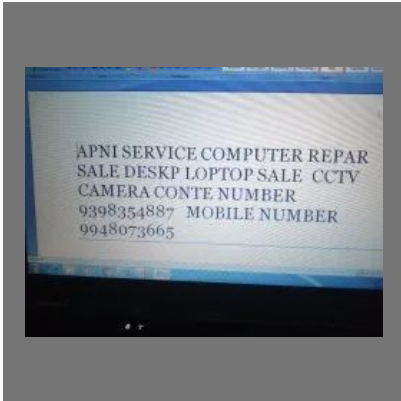 APNI SERVICE COMPUTER REPAR
SALE DESKP LOPTOP SALE CCTV
CAMERA CONTE NUMBER
9398354887 MOBILE NUMBER
9948073665